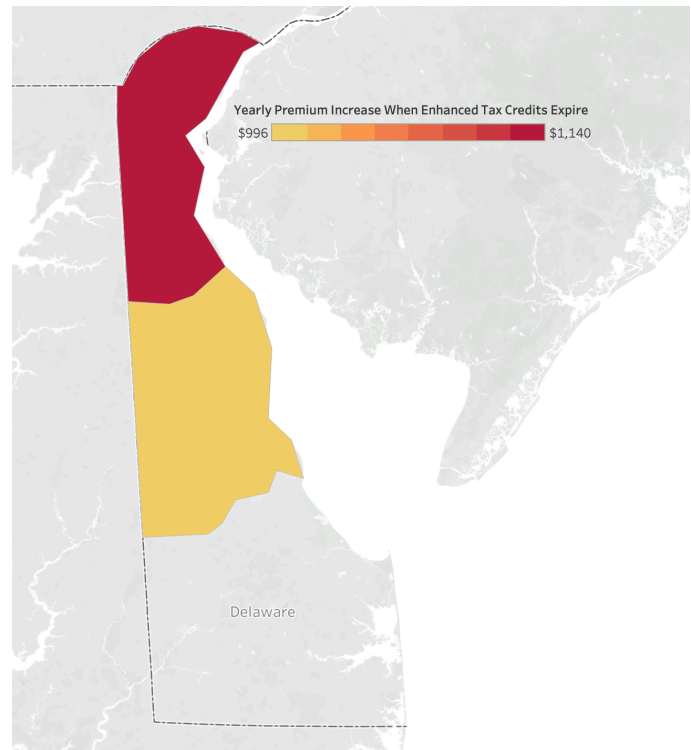 Yearly Premium Increase When Enhanced Tax Credits Expire
$996 $1,140
Delaware